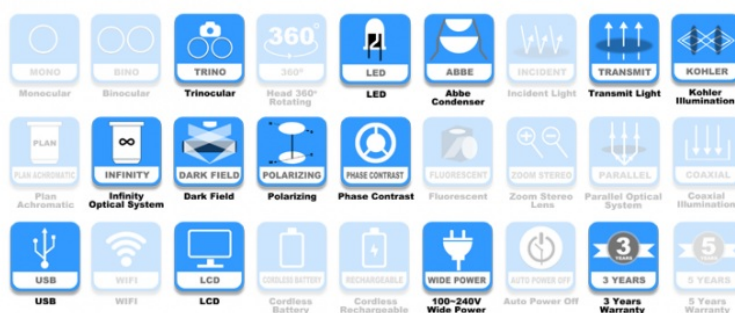 360°
MONO
BINO
TRINO
360°
LED
ABBE
INCIDENT
TRANSMIT
KOHLER
Monocular
Binocular
Trinocular
Head 360°
Rotating
LED
Abbe
Condenser
Incident Light
Transmit Light
Kohler
Illumination
PLAN
∞
PLAN ACHROMATIC
INFINITY
DARK FIELD
POLARIZING
PHASE CONTRAST
FLUORESCENT
ZOOM STEREO
PARALLEL
COAXIAL
Plan
Achromatic
Infinity
Optical System
Dark Field
Polarizing
Phase Contrast
Fluorescent
Zoom Stereo
Lens
Parallel Optical
System
Coaxial
Illumination
3
YEARS
5
YEARS
USB
WIFI
LCD
CORDLESS BATTERY
RECHARGEABLE
WIDE POWER
AUTO POWER OFF
3 YEARS
5 YEARS
USB
WIFI
LCD
Cordless
Battery
Cordless
Rechargeable
100~240V
Wide Power
Auto Power Off
3 Years
Warranty
5 Years
Warranty